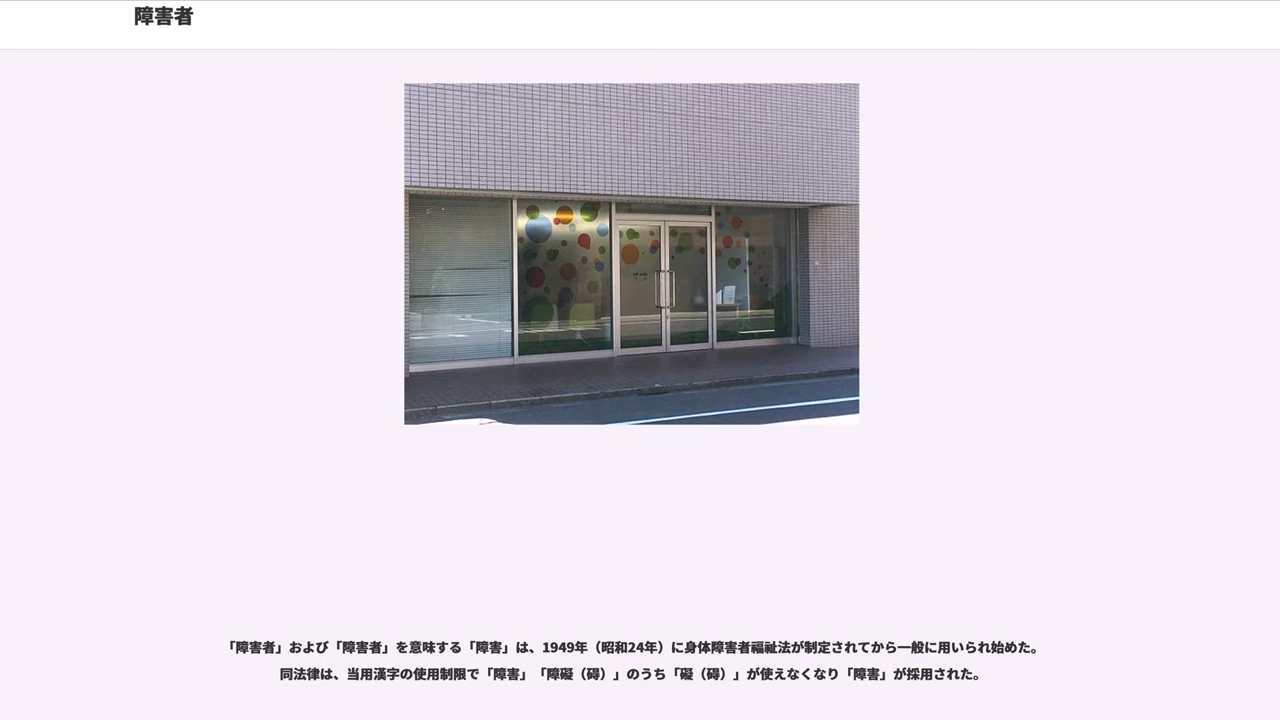 障害者
「障害者」および「障害者」を意味する「障害」は、1949年（昭和24年）に身体障害者福祉法が制定されてから一般に用いられ始めた。
同法律は、当用漢字の使用制限で「障害」「障礙（碍）」のうち「礙（碍）」が使えなくなり「障害」が採用された。